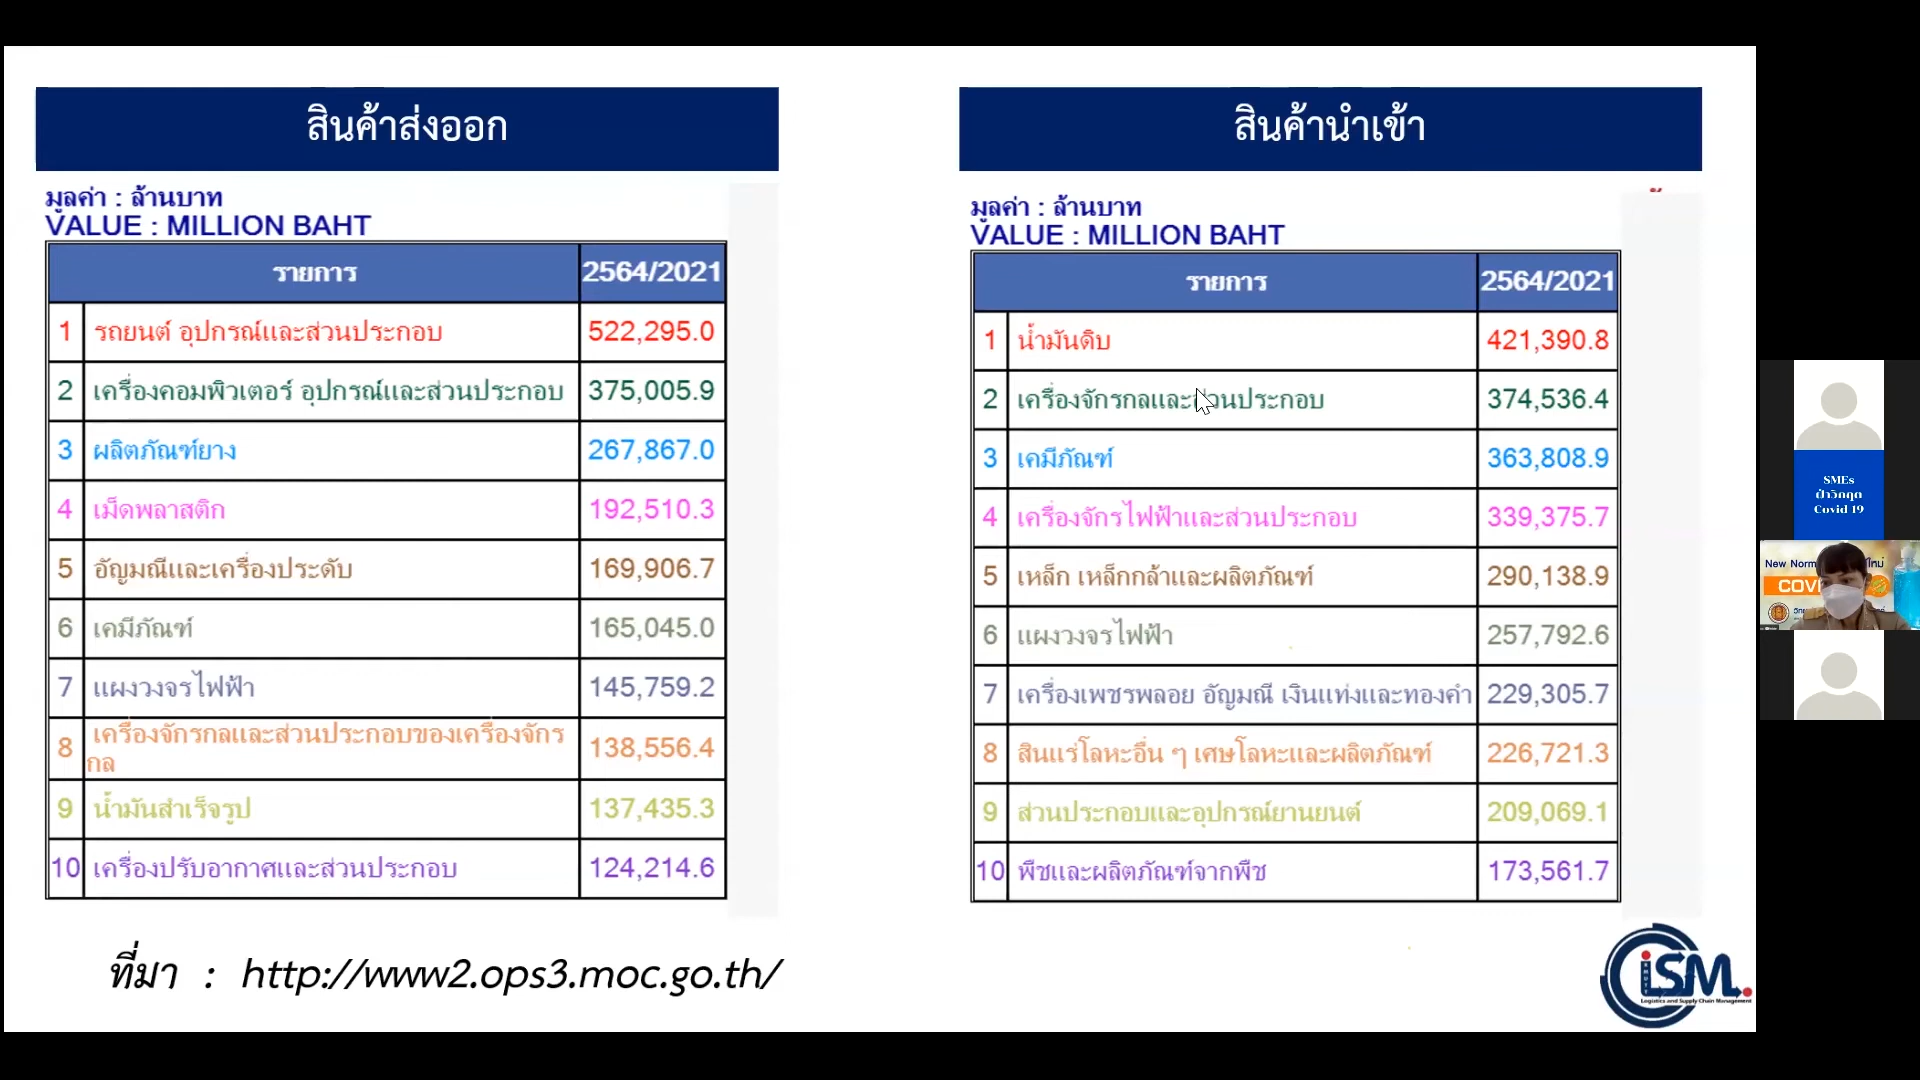 สินค้าส่งออก
มูลค่า : ล้านบาท
VALUE : MILLION BAHT
รายการ 2564/2021
1 รถยนต์ อุปกรณ์และส่วนประกอบ 522,295.0
2 เครื่องคอมพิวเตอร์ อุปกรณ์และส่วนประกอบ 375,005.9
3 ผลิตภัณฑ์ยาง 267,867.0
4 เม็ดพลาสติก 192,510.3
5 อัญมณีและเครื่องประดับ 169,906.7
6 เคมีภัณฑ์ 165,045.0
7 แผงวงจรไฟฟ้า 145,759.2
8 เครื่องจักรกลและส่วนประกอบของเครื่องจักร
กล 138,556.4
9 น้ำมันสำเร็จรูป 137,435.3
10 เครื่องปรับอากาศและส่วนประกอบ 124,214.6
ที่มา : http://www2.ops3.moc.go.th/
สินค้านำเข้า
มูลค่า : ล้านบาท
VALUE : MILLION BAHT
รายการ 2564/2021
1 น้ำมันดิบ 421,390.8
2 เครื่องจักรกลและส่วนประกอบ 374,536.4
3 เคมีภัณฑ์ 363,808.9
4 เครื่องจักรไฟฟ้าและส่วนประกอบ 339,375.7
5 เหล็ก เหล็กกล้าและผลิตภัณฑ์ 290,138.9
6 แผงวงจรไฟฟ้า 257,792.6
7 เครื่องเพชรพลอย อัญมณี เงินแท่งและทองคำ 229,305.7
8 สินแร่โลหะอื่น ๆ เศษโลหะและผลิตภัณฑ์ 226,721.3
9 ส่วนประกอบและอุปกรณ์ยานยนต์ 209,069.1
10 พืชและผลิตภัณฑ์จากพืช 173,561.7
iSM.
Logistics and Supply Chain Management
SMEs
ฝ่าวิกฤต
Covid 19
New